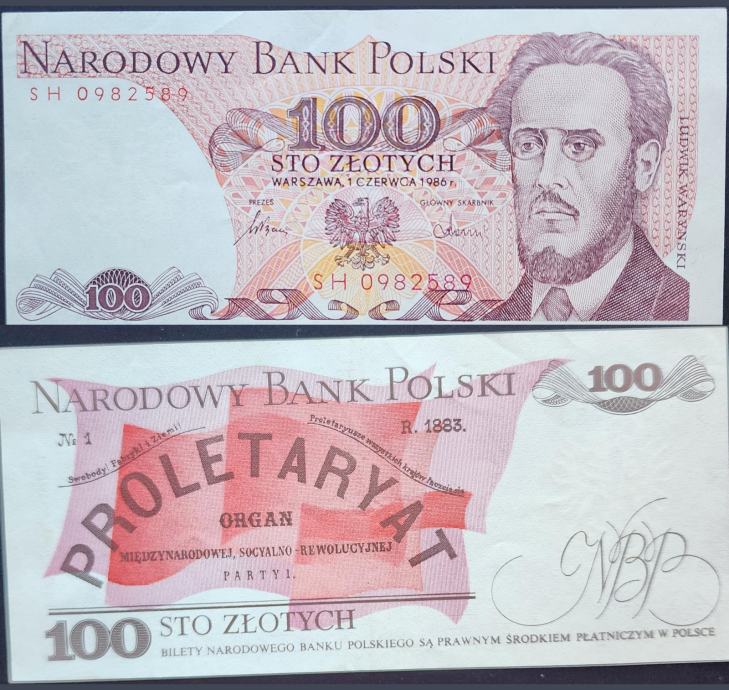 NARODOWY BANK POLSKI
SH 0982589
100
STO ZŁOTYCH
WARSZAWA, 1 CZERWCA 1986 r.
PREZES
GŁÓWNY SKARBNIK
LUDWIK WARYŃSKI
SH 0982589
100
NARODOWY BANK POLSKI
100
№ 1
R. 1883.
Swobody! Fabryki i Ziemi!
Proletaryusze wszystkich krajów łączcie się
PROLETARYAT
ORGAN
MIĘDZYNARODOWEJ, SOCYALNO-REWOLUCYJNEJ
PARTYI.
NBP
100 STO ZŁOTYCH
BILETY NARODOWEGO BANKU POLSKIEGO SĄ PRAWNYM ŚRODKIEM PŁATNICZYM W POLSCE